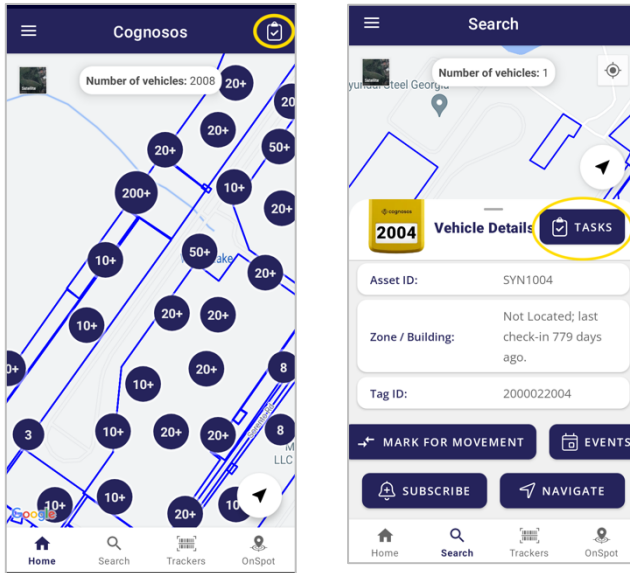 Cognosos
Satellite
Number of vehicles: 2008
20+
20
20+
20+
50+
200+
10+
20+
50+
ake
10+
20+
20+
20+
10+
0+
20+
8
10+
3
10+
20+
20+
8
LLC
10+
10+
20+
10
Google
Home
Search
Trackers
OnSpot
Search
Number of vehicles: 1
yundai Steel Georgia
cognosos
2004
Vehicle Details
TASKS
Asset ID:
SYN1004
Zone / Building:
Not Located; last
check-in 779 days
ago.
Tag ID:
2000022004
MARK FOR MOVEMENT
EVENTS
SUBSCRIBE
NAVIGATE
Home
Search
Trackers
OnSpot